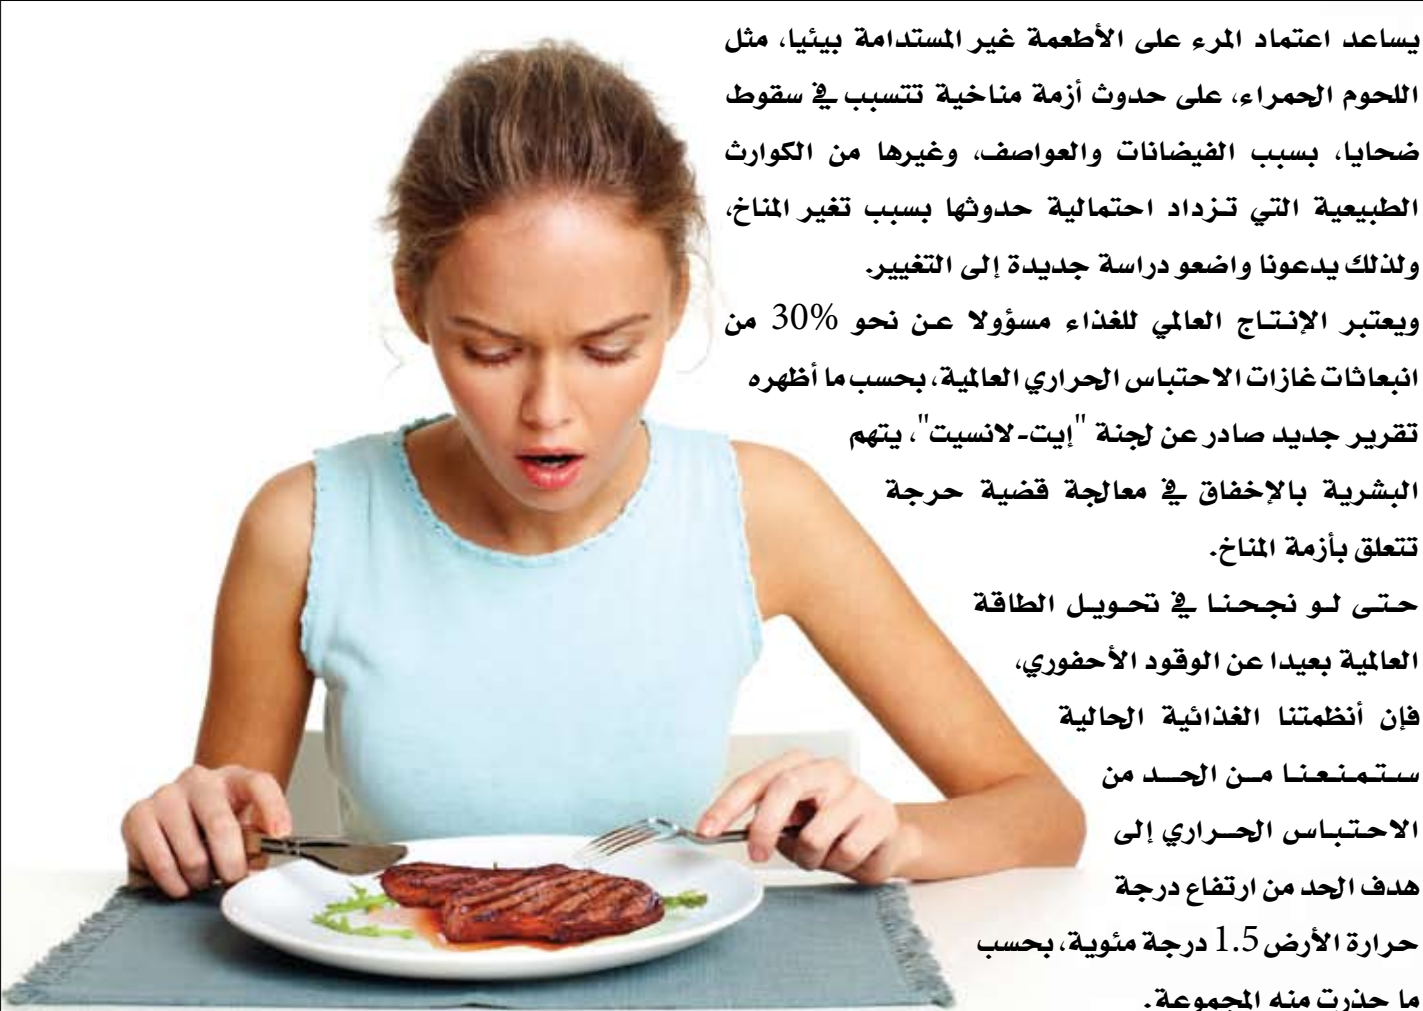 يساعد اعتماد المرء على الأطعمة غير المستدامة بيئيا، مثل
اللحوم الحمراء، على حدوث أزمة مناخية تتسبب في سقوط
ضحايا، بسبب الفيضانات والعواصف، وغيرها من الكوارث
الطبيعية التي تزداد احتمالية حدوثها بسبب تغير المناخ،
ولذلك يدعونا واضعو دراسة جديدة إلى التغيير.
ويعتبر الإنتاج العالمي للغذاء مسؤولا عن نحو 30% من
انبعاثات غازات الاحتباس الحراري العالمية، بحسب ما أظهره
تقرير جديد صادر عن لجنة "إيت-لانسيت"، يتهم
البشرية بالإخفاق في معالجة قضية حرجة
تتعلق بأزمة المناخ.
حتى لو نجحنا في تحويل الطاقة
العالمية بعيدا عن الوقود الأحفوري،
فإن أنظمتنا الغذائية الحالية
ستمنعنا من الحد من
الاحتباس الحراري إلى
هدف الحد من ارتفاع درجة
حرارة الأرض 1.5 درجة مئوية، بحسب
ما حذرت منه المجموعة.